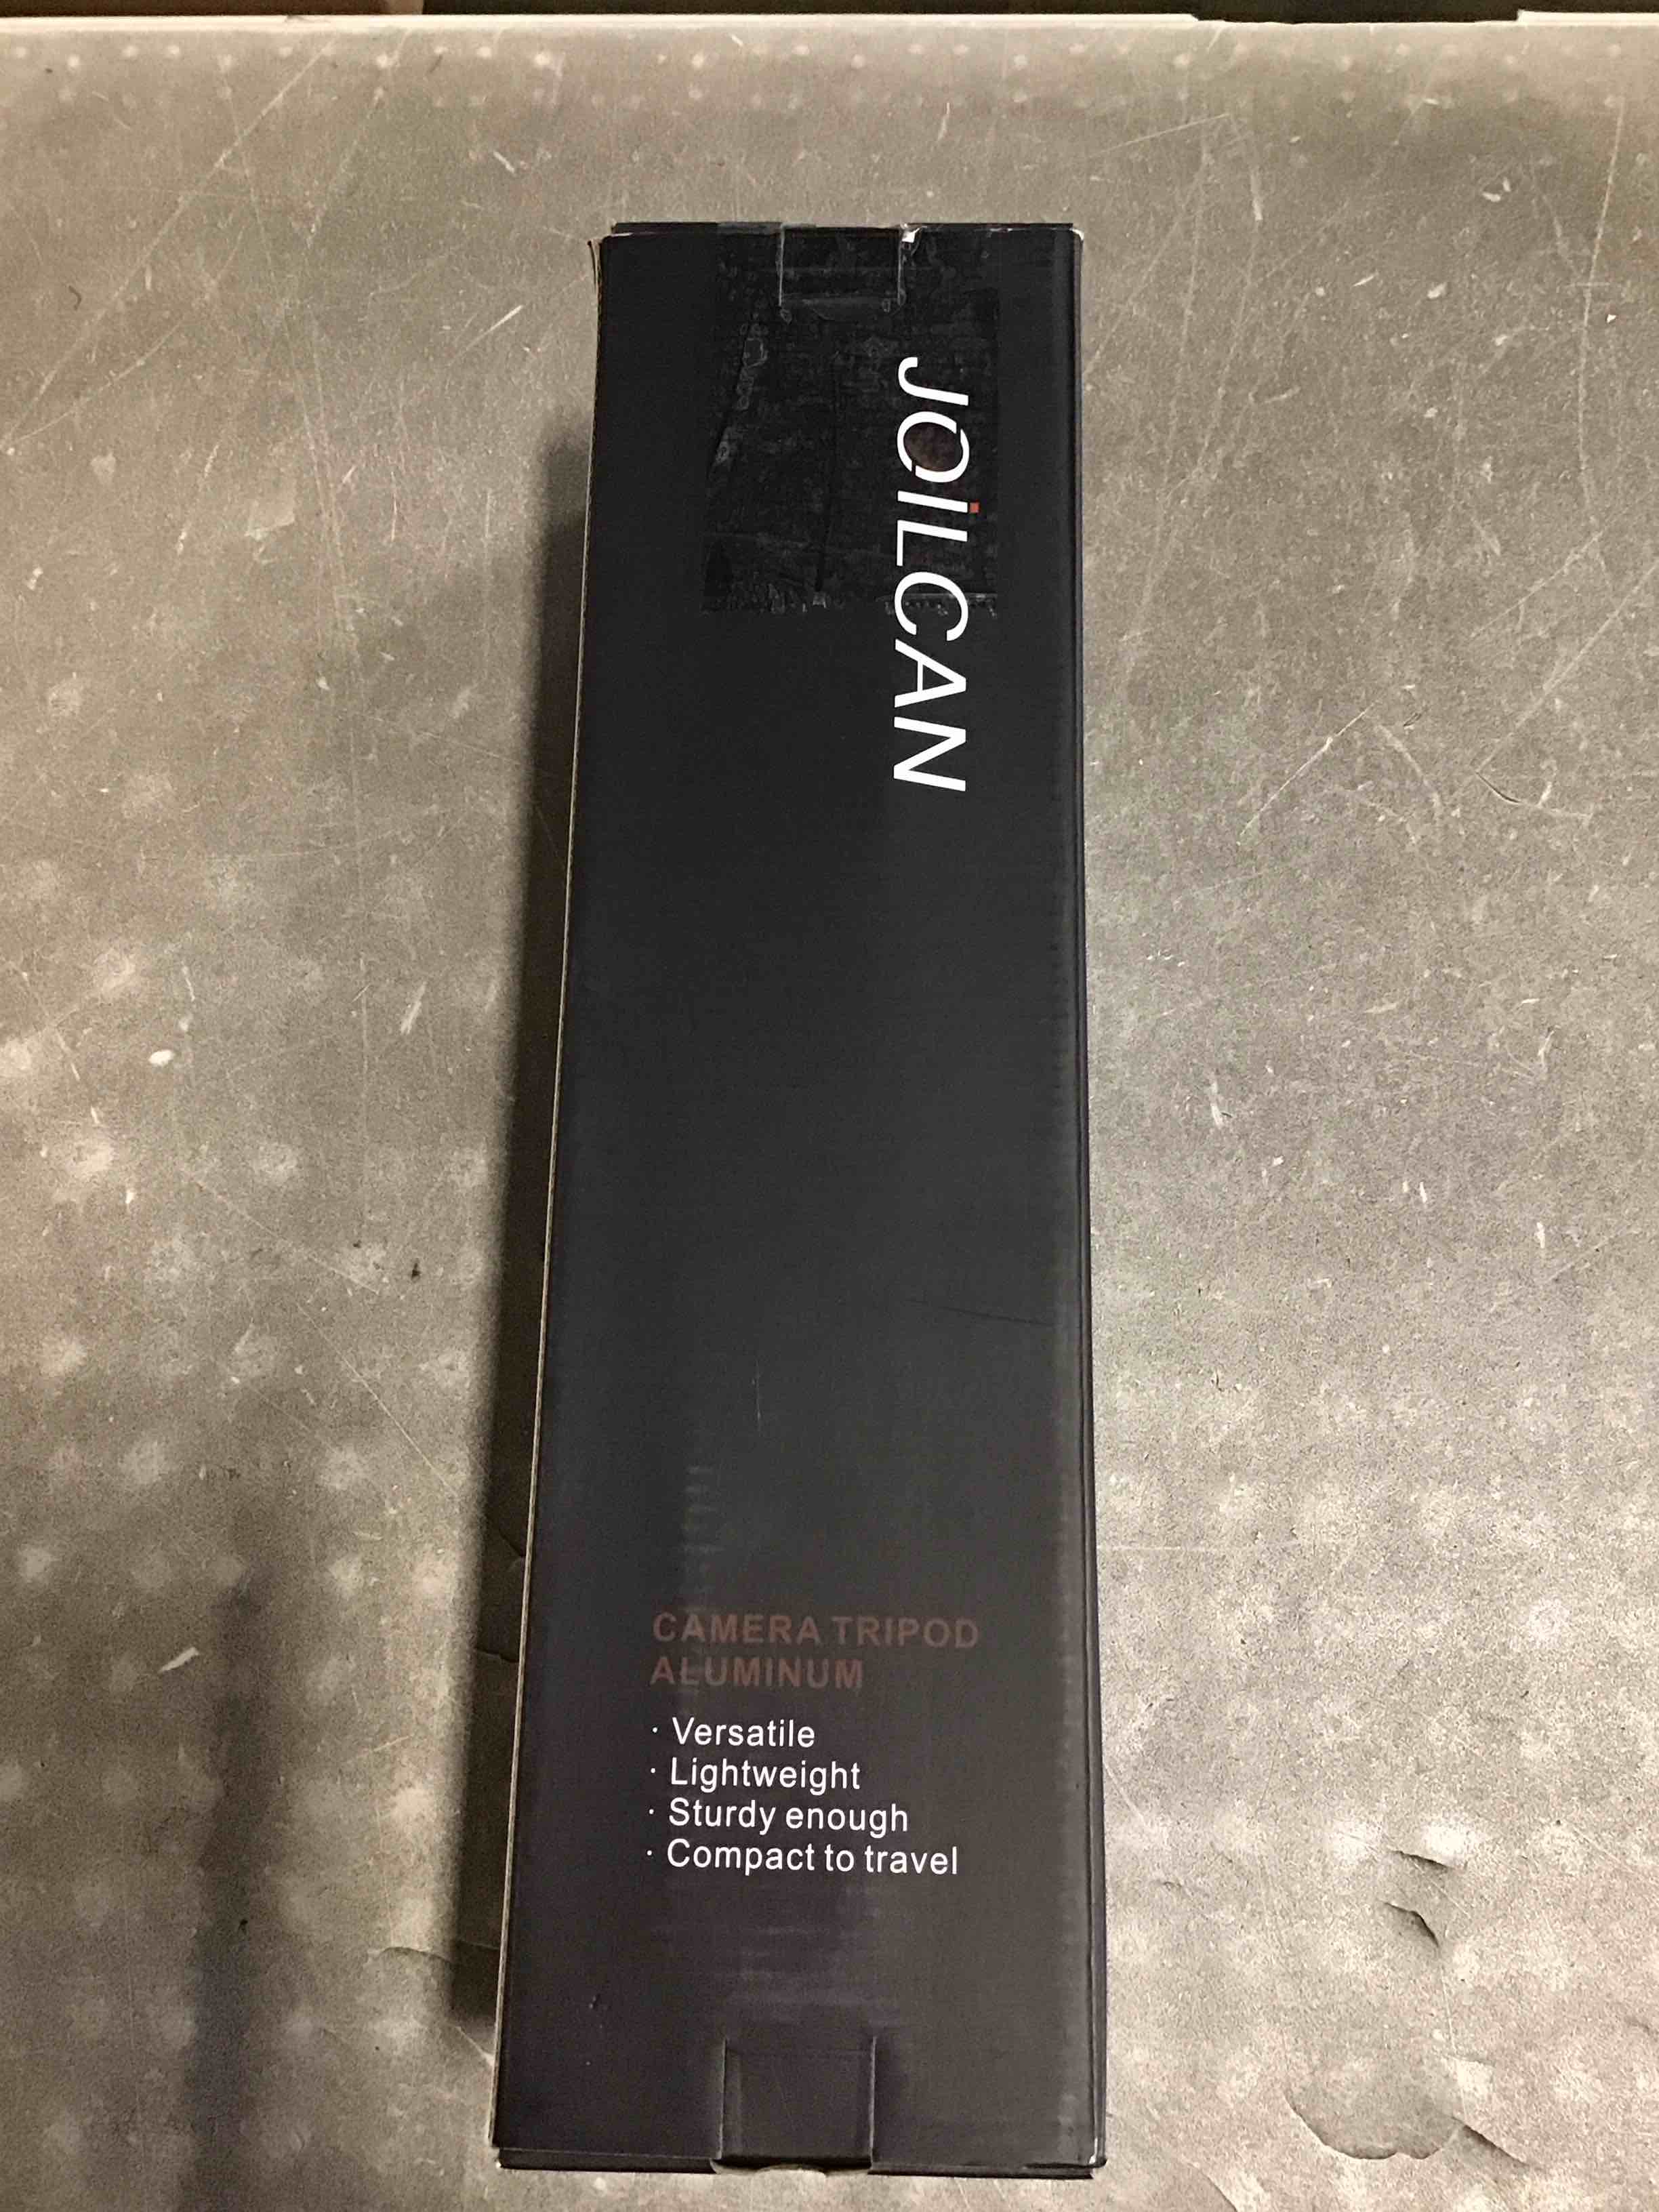 JOiLCAN
CAMERA TRIPOD
ALUMINUM
· Versatile
· Lightweight
· Sturdy enough
· Compact to travel